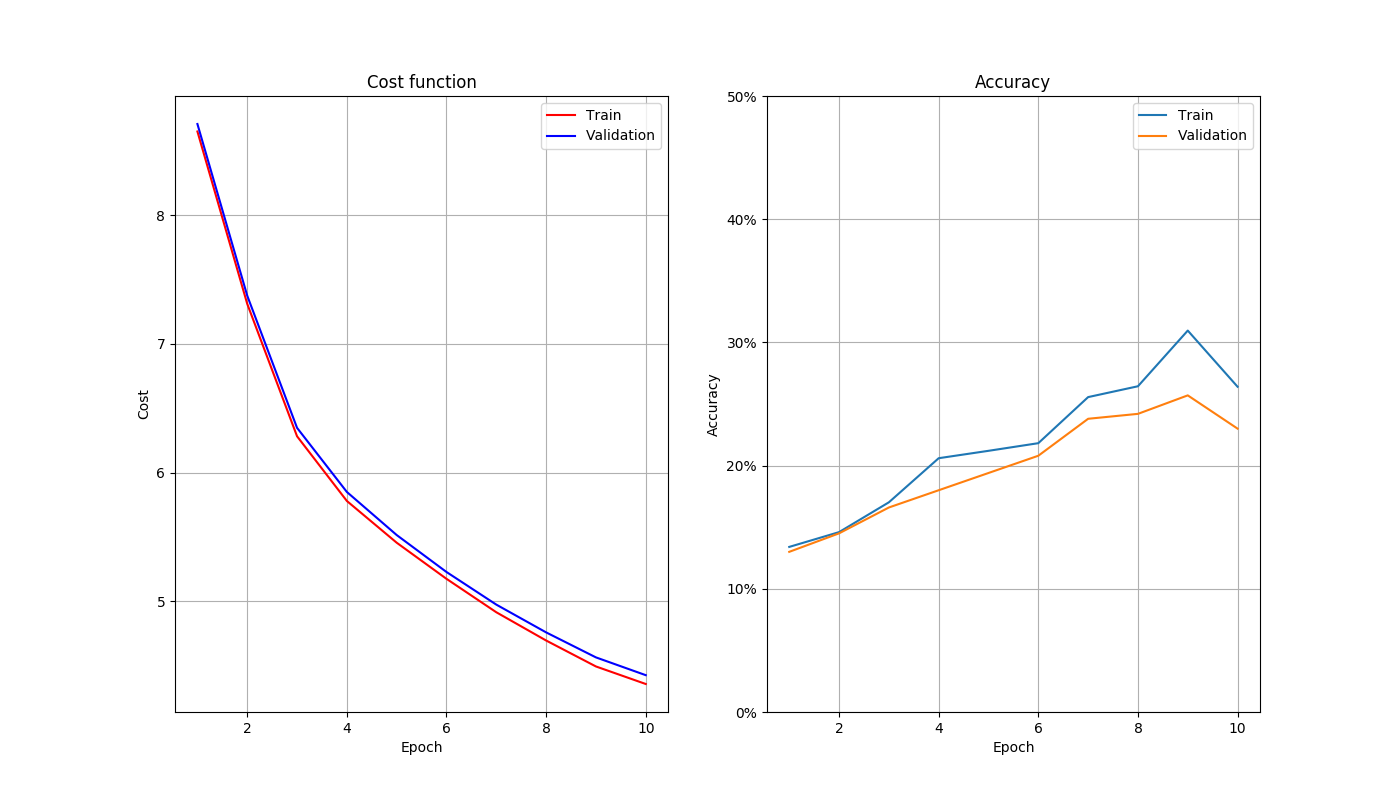 Cost function
Train
Validation
8
7
6
5
Cost
2 4 6 8 10
Epoch
Accuracy
Train
Validation
50%
40%
30%
20%
10%
0%
Accuracy
2 4 6 8 10
Epoch